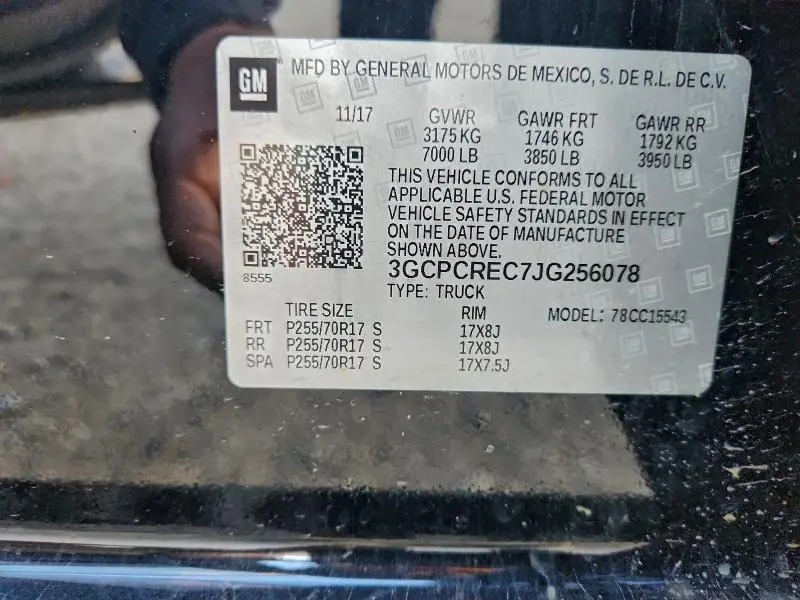 GM
MFD BY GENERAL MOTORS DE MEXICO, S. DE R.L. DE C.V.
11/17 GVWR GAWR FRT GAWR RR
3175 KG 1746 KG 1792 KG
7000 LB 3850 LB 3950 LB
THIS VEHICLE CONFORMS TO ALL
APPLICABLE U.S. FEDERAL MOTOR
VEHICLE SAFETY STANDARDS IN EFFECT
ON THE DATE OF MANUFACTURE
SHOWN ABOVE.
8555
3GCPCREC7JG256078
TYPE: TRUCK
TIRE SIZE RIM MODEL: 78CC15543
FRT P255/70R17 S 17X8J
RR P255/70R17 S 17X8J
SPA P255/70R17 S 17X7.5J